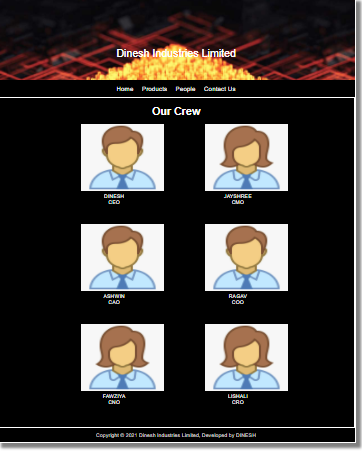 Dinesh Industries Limited
Home Products People Contact Us
Our Crew
DINESH
CEO
JAYSHREE
CMO
ASHWIN
CAO
RAGAV
COO
FAWZIYA
CNO
LISHALI
CRO
Copyright © 2021 Dinesh Industries Limited, Developed by DINESH